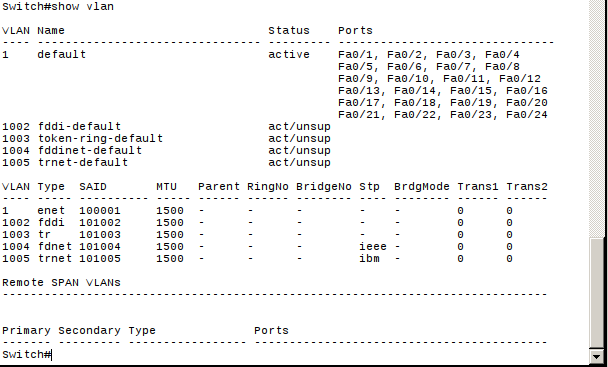 Switch#show vlan
VLAN Name                             Status    Ports
---- -------------------------------- --------- -------------------------------
1    default                          active    Fa0/1, Fa0/2, Fa0/3, Fa0/4
                                                Fa0/5, Fa0/6, Fa0/7, Fa0/8
                                                Fa0/9, Fa0/10, Fa0/11, Fa0/12
                                                Fa0/13, Fa0/14, Fa0/15, Fa0/16
                                                Fa0/17, Fa0/18, Fa0/19, Fa0/20
                                                Fa0/21, Fa0/22, Fa0/23, Fa0/24
1002 fddi-default                     act/unsup
1003 token-ring-default               act/unsup
1004 fddinet-default                  act/unsup
1005 trnet-default                    act/unsup
VLAN Type  SAID       MTU   Parent RingNo BridgeNo Stp  BrdgMode Trans1 Trans2
---- ----- ---------- ----- ------ ------ -------- ---- -------- ------ ------
1    enet  100001     1500  -      -      -        -    -        0      0
1002 fddi  101002     1500  -      -      -        -    -        0      0
1003 tr    101003     1500  -      -      -        -    -        0      0
1004 fdnet 101004     1500  -      -      -        ieee -        0      0
1005 trnet 101005     1500  -      -      -        ibm  -        0      0
Remote SPAN VLANs
------------------------------------------------------------------------------
Primary Secondary Type              Ports
------- --------- ----------------- ------------------------------------------
Switch#